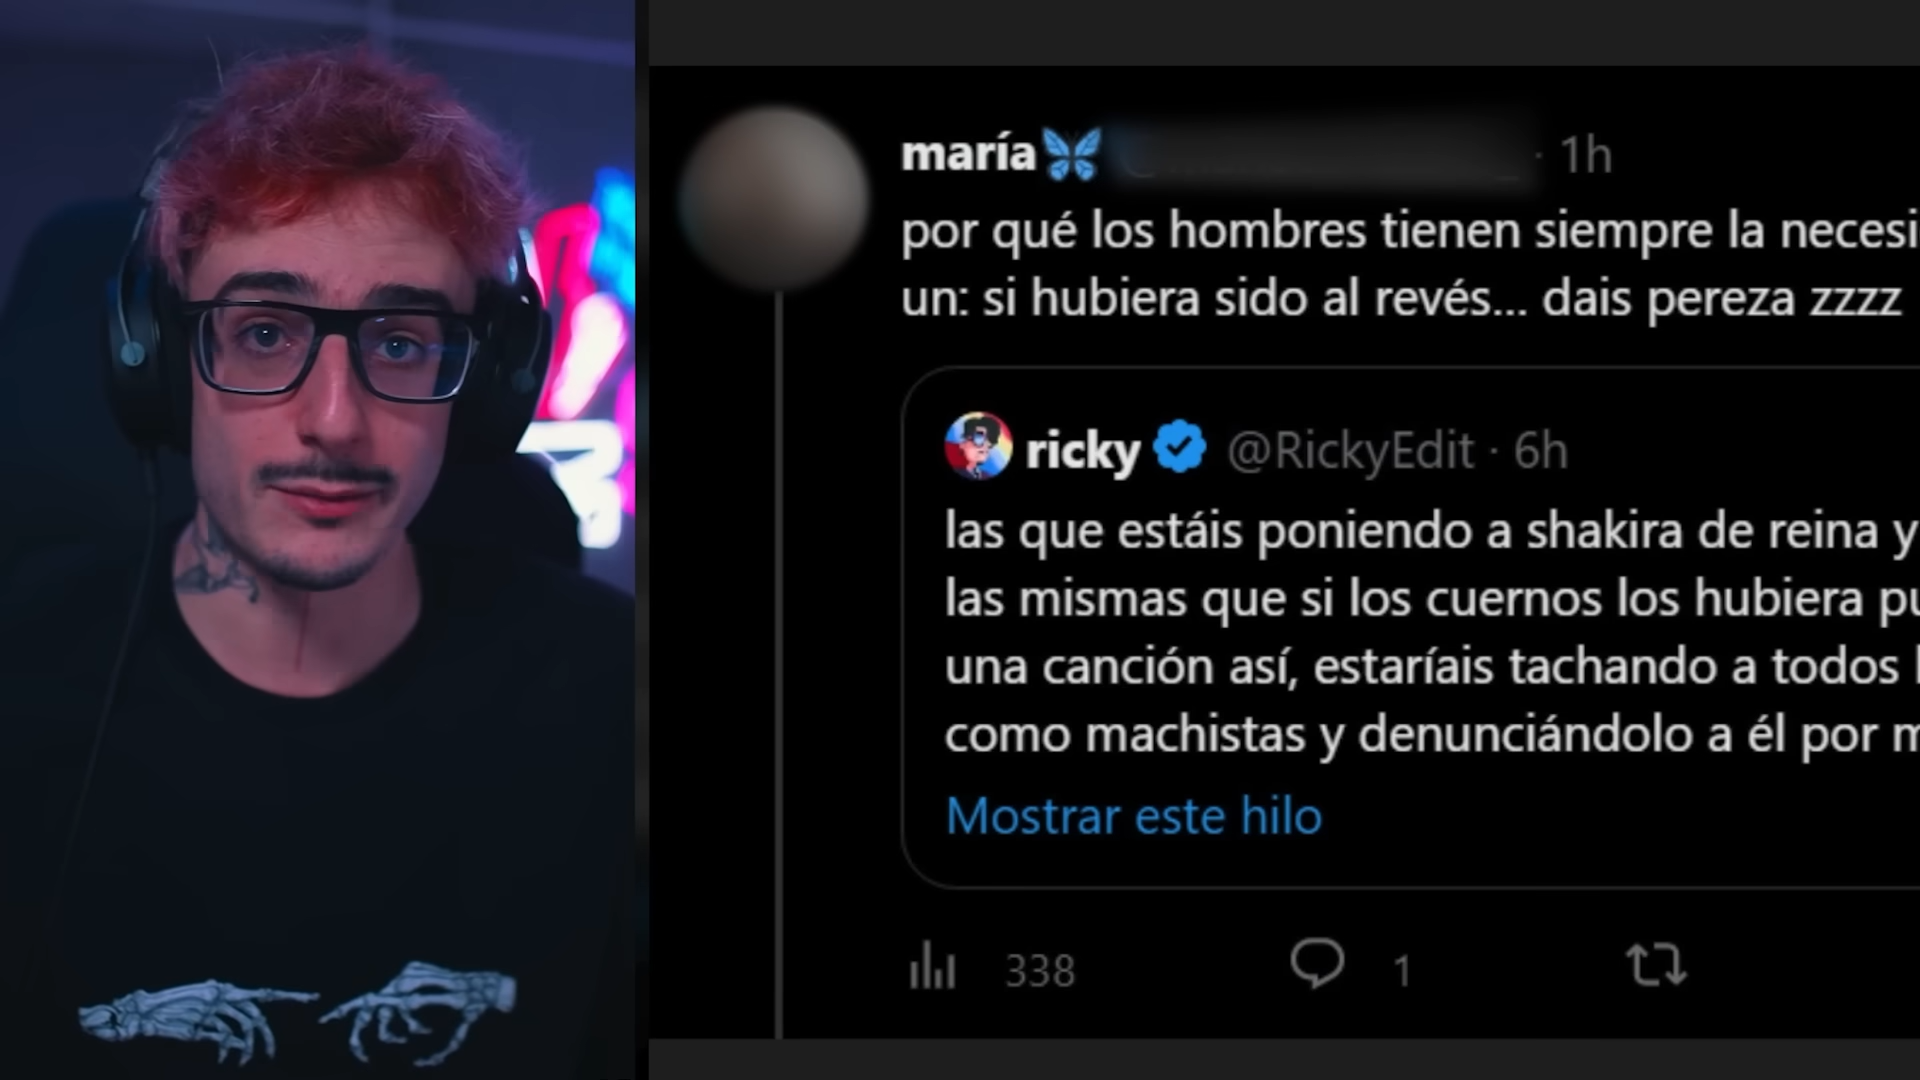 maría · 1h
por qué los hombres tienen siempre la
un: si hubiera sido al revés... dais pereza zzzz
ricky @RickyEdit · 6h
las que estáis poniendo a shakira de reina y
las mismas que si los cuernos los hubiera
una canción así, estaríais tachando a todos
como machistas y denunciándolo a él por
Mostrar este hilo
338 1